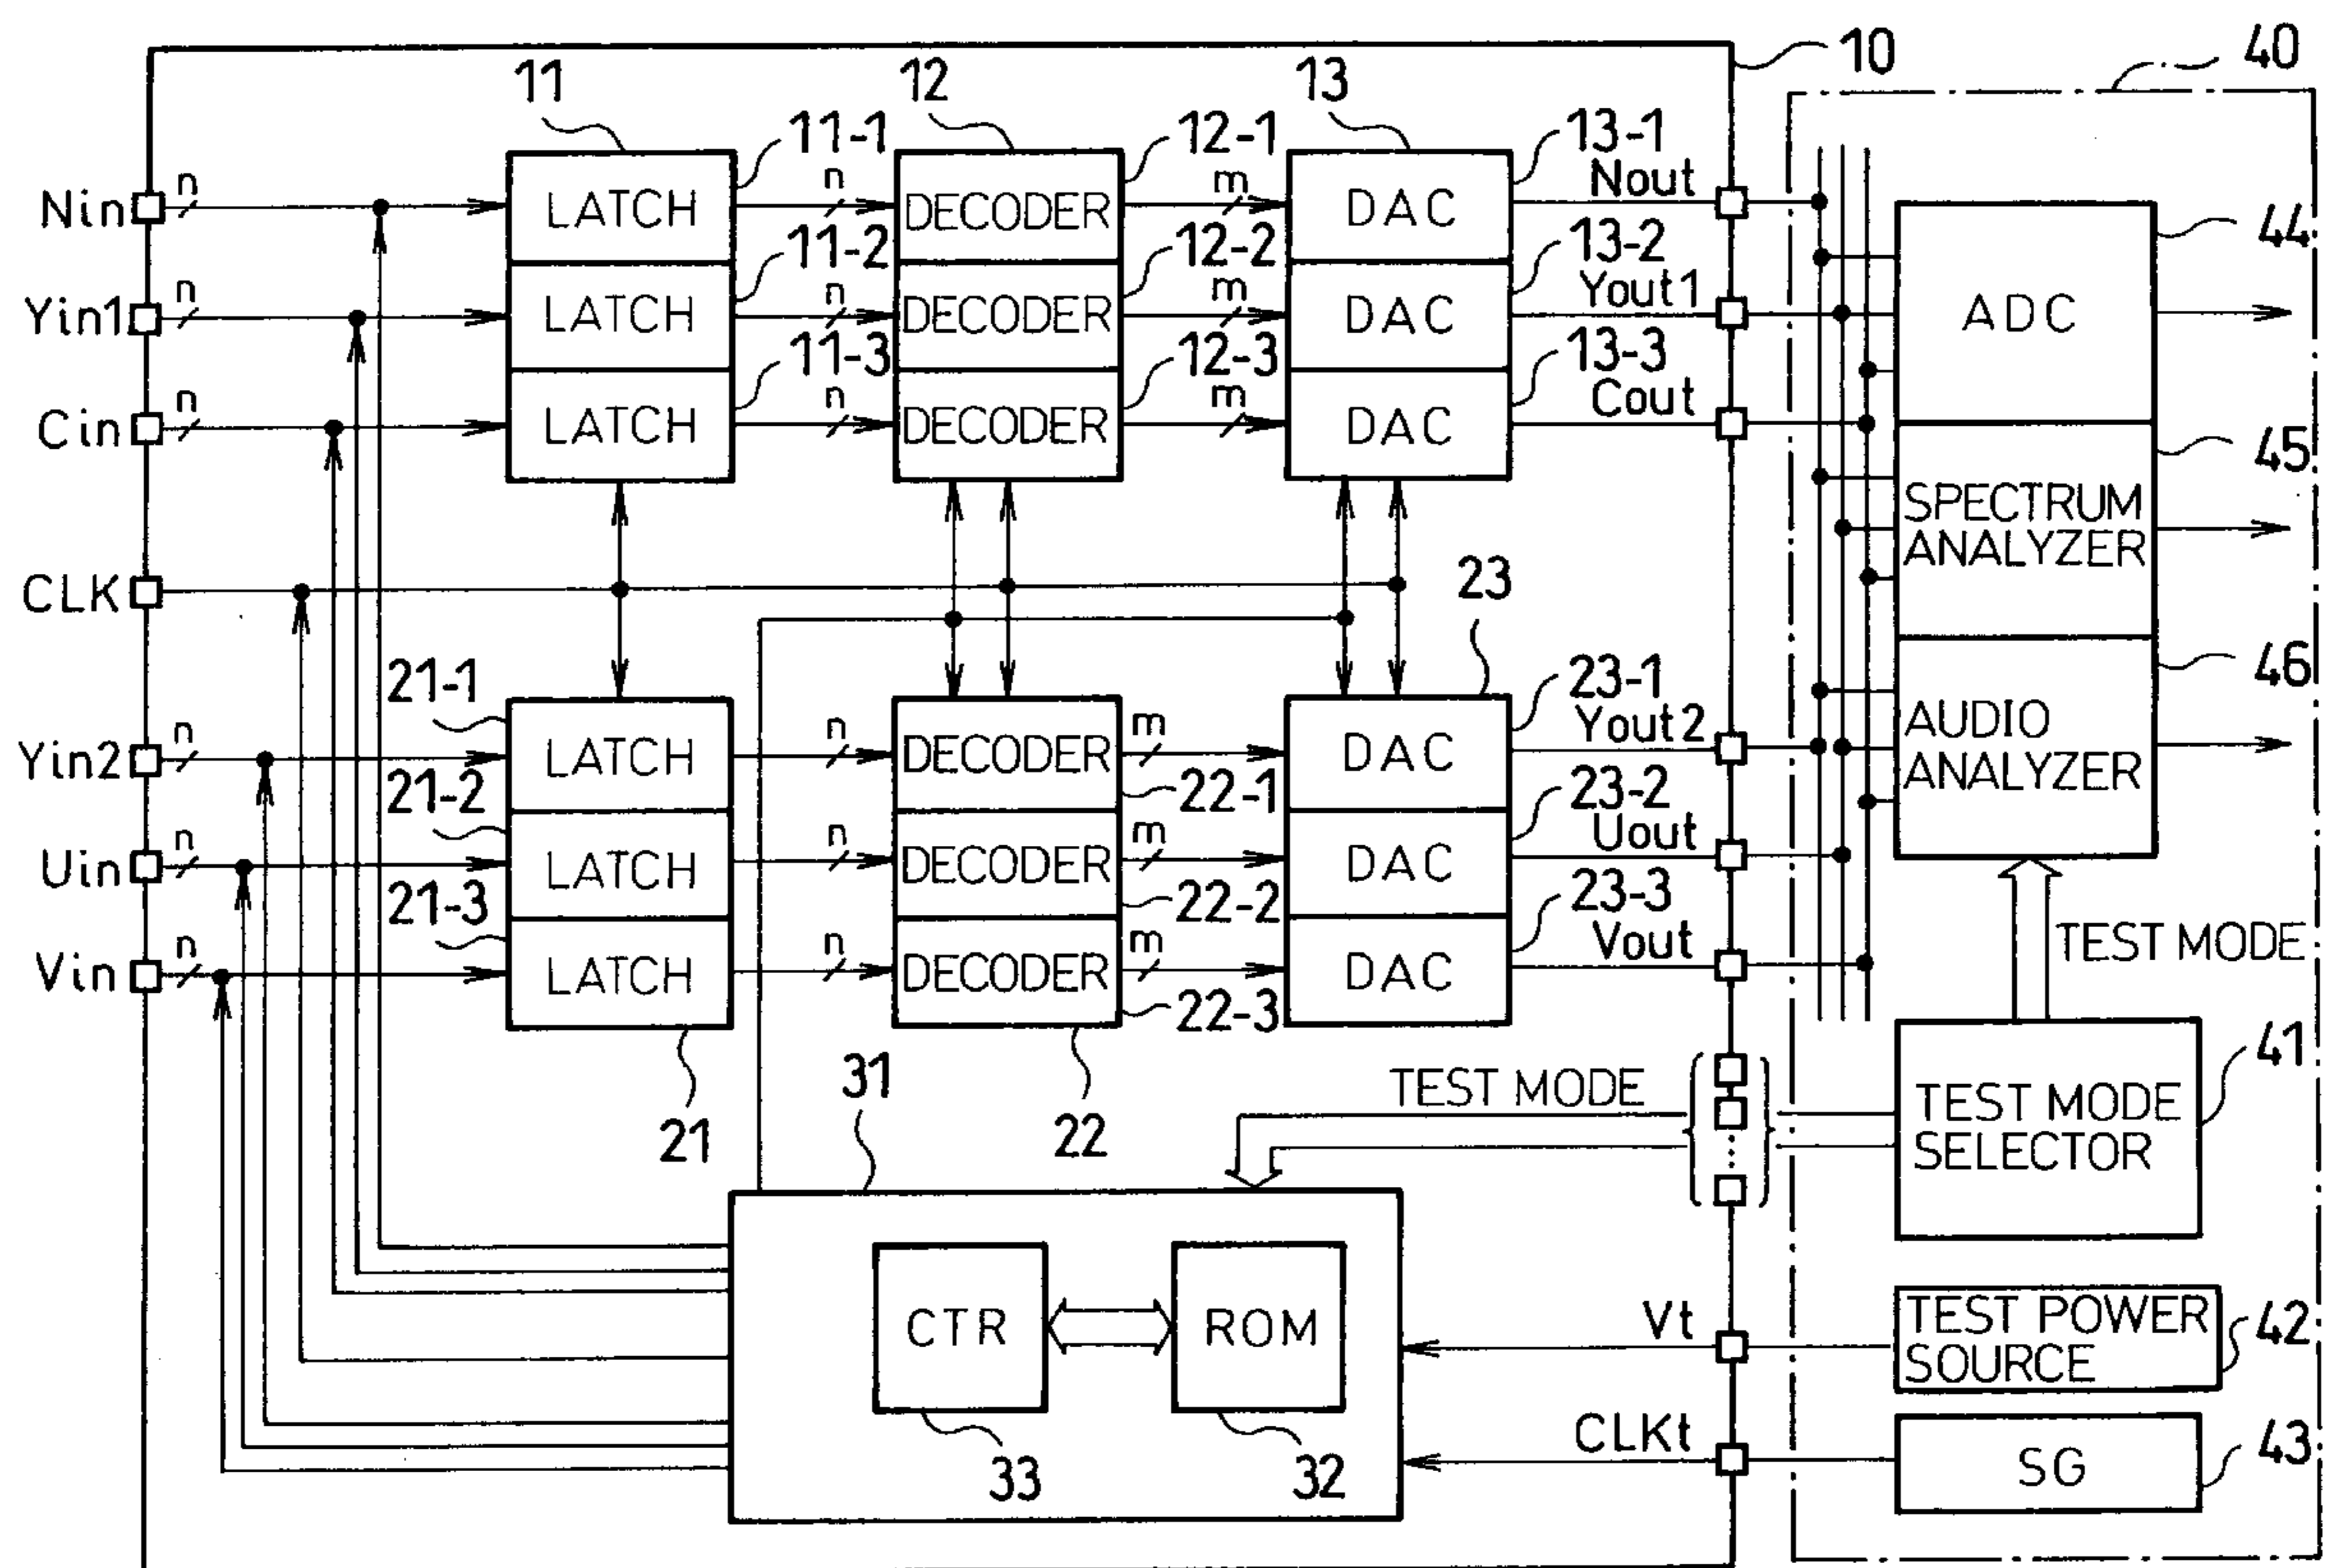 10
40
11
12
13
11-1
12-1
13-1
Nout
44
Nin
n
LATCH
n
DECODER
m
DAC
11-2
12-2
13-2
Yout1
Yin1
n
LATCH
n
DECODER
m
DAC
ADC
11-3
12-3
13-3
Cout
Cin
n
LATCH
n
DECODER
m
DAC
45
SPECTRUM
ANALYZER
CLK
23
46
21-1
23-1
Yout2
Yin2
n
LATCH
n
DECODER
m
DAC
AUDIO
ANALYZER
21-2
22-1
23-2
Uout
Uin
n
LATCH
n
DECODER
m
DAC
21-3
22-2
23-3
Vout
TEST MODE
Vin
n
LATCH
n
DECODER
m
DAC
22-3
21
22
31
TEST MODE
41
TEST MODE
SELECTOR
CTR
ROM
Vt
TEST POWER
SOURCE
42
33
32
CLKt
SG
43